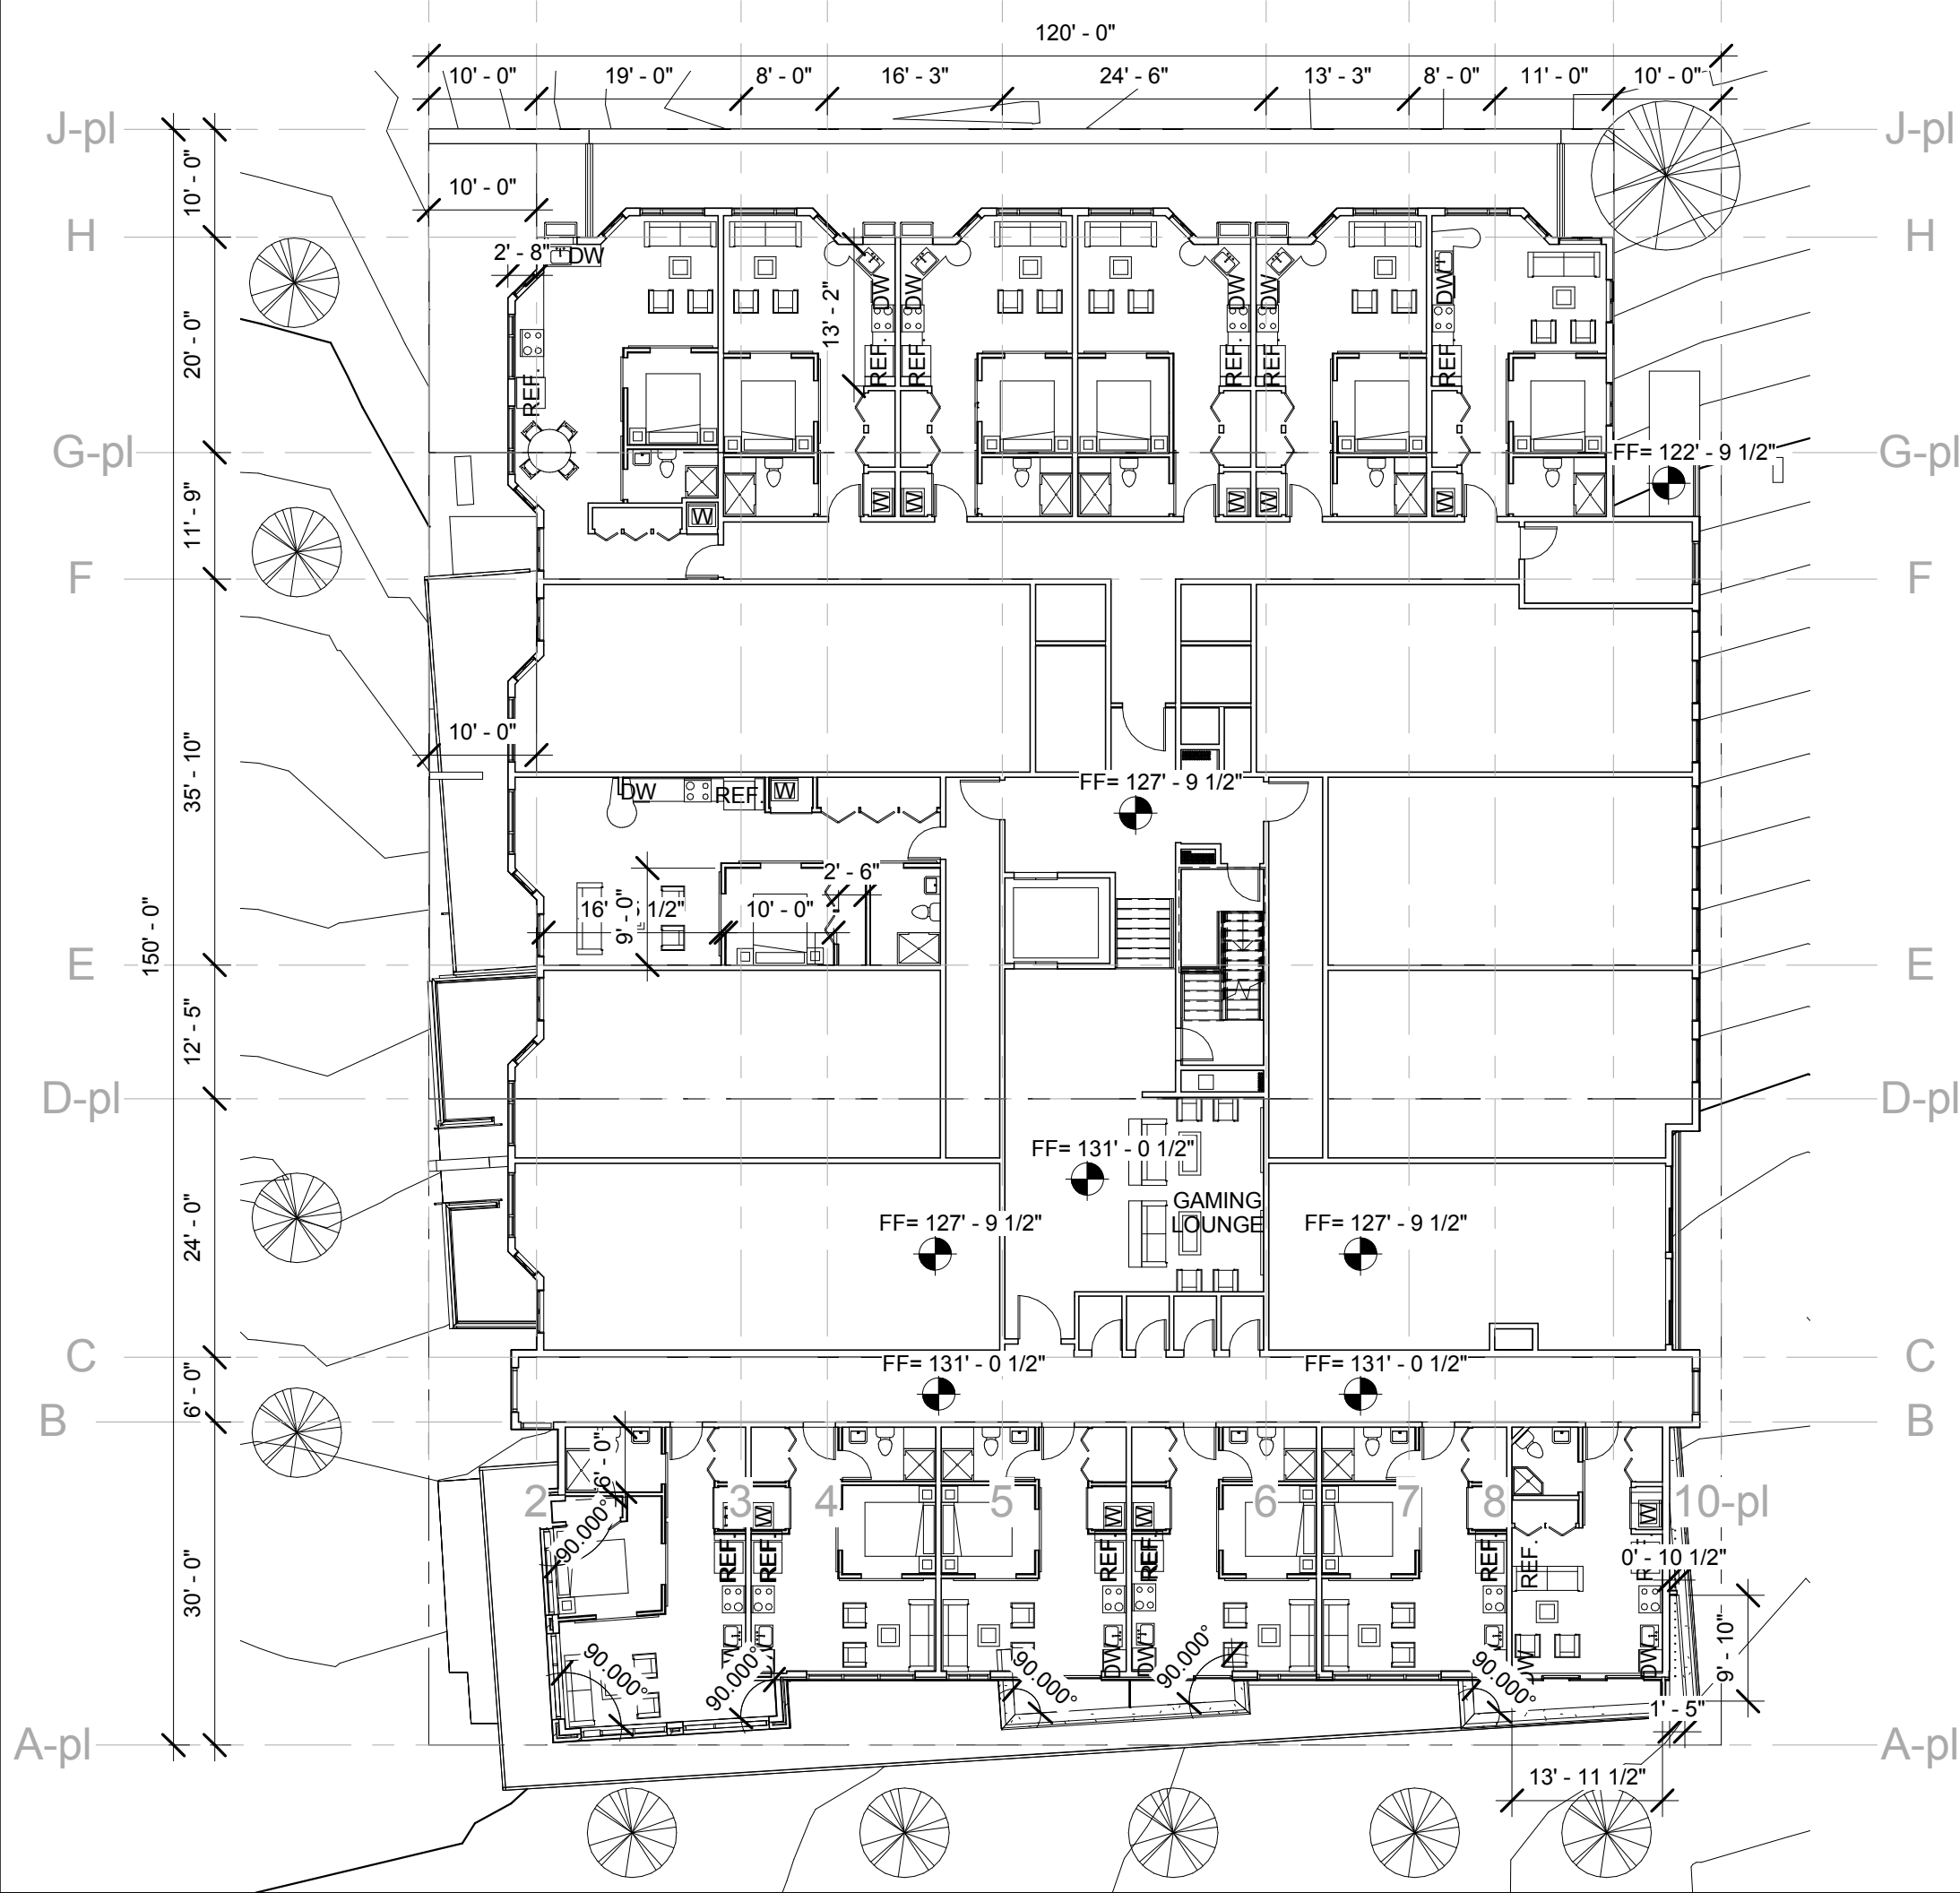 120' - 0"
10' - 0" 19' - 0" 8' - 0" 16' - 3" 24' - 6" 13' - 3" 8' - 0" 11' - 0" 10' - 0"
J-pl J-pl
10' - 0"
10' - 0"
H H
2' - 8" DW
DW DW DW DW DW
13' - 2"
20' - 0"
REF. REF. REF. REF. REF. REF.
G-pl FF= 122' - 9 1/2" G-pl
W W W W W W
11' - 9"
F F
10' - 0"
35' - 10"
FF= 127' - 9 1/2"
DW REF. W
2' - 6"
16' 1/2" 9' - 0" 10' - 0"
150' - 0"
E E
12' - 5"
D-pl D-pl
FF= 131' - 0 1/2"
GAMING
LOUNGE
24' - 0"
FF= 127' - 9 1/2" FF= 127' - 9 1/2"
C C
FF= 131' - 0 1/2" FF= 131' - 0 1/2"
6' - 0"
B B
6' - 0"
2 3 4 5 6 7 8 10-pl
W W W W
90.000°
REF. REF. REF. REF. REF. REF.
0' - 10 1/2"
30' - 0"
9' - 10"
DW DW DW DW
90.000° 90.000° 90.000° 90.000° 90.000°
1' - 5"
A-pl A-pl
13' - 11 1/2"